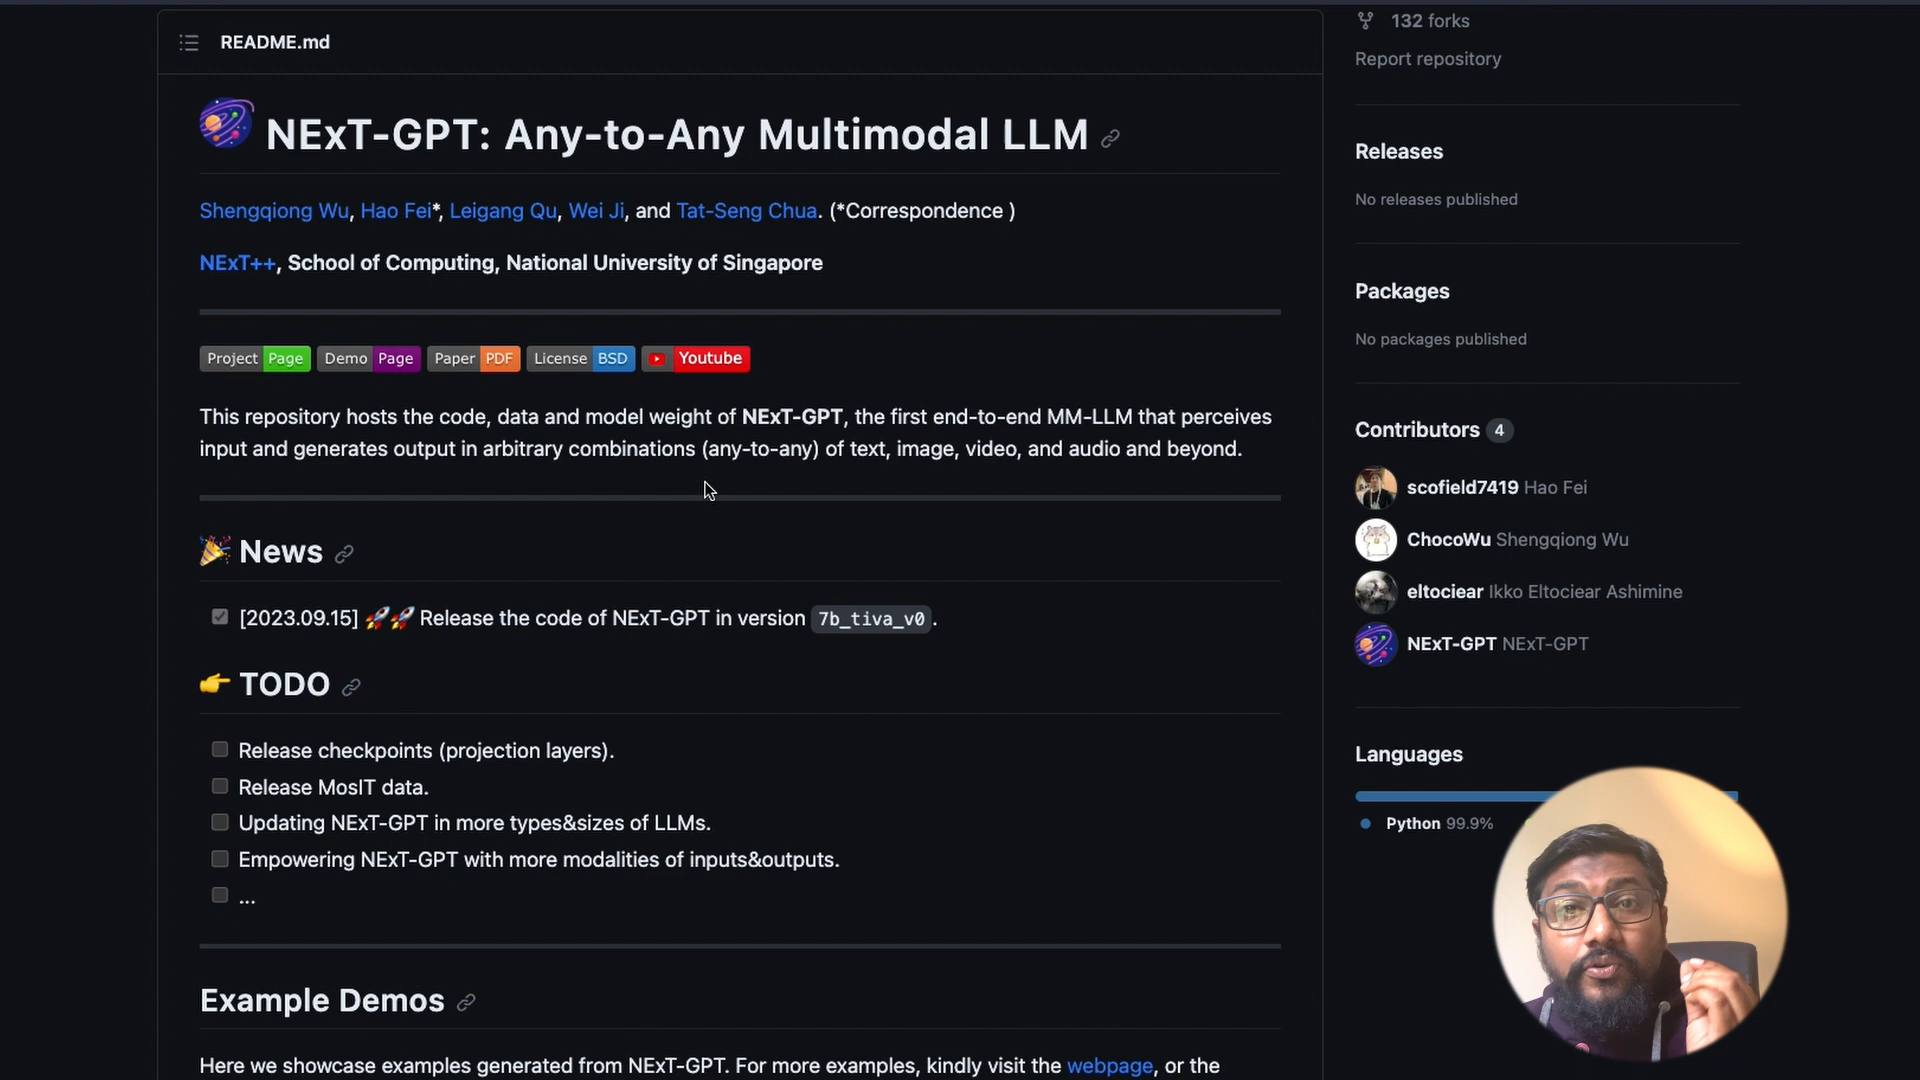 README.md
NExT-GPT: Any-to-Any Multimodal LLM
Shengqiong Wu, Hao Fei*, Leigang Qu, Wei Ji, and Tat-Seng Chua. (*Correspondence )
NExT++, School of Computing, National University of Singapore
Project Page Demo Page Paper PDF License BSD Youtube
This repository hosts the code, data and model weight of NExT-GPT, the first end-to-end MM-LLM that perceives
input and generates output in arbitrary combinations (any-to-any) of text, image, video, and audio and beyond.
News
[2023.09.15] 🚀🚀 Release the code of NExT-GPT in version 7b_tiva_v0.
TODO
Release checkpoints (projection layers).
Release MosIT data.
Updating NExT-GPT in more types&sizes of LLMs.
Empowering NExT-GPT with more modalities of inputs&outputs.
...
Example Demos
Here we showcase examples generated from NExT-GPT. For more examples, kindly visit the webpage, or the
132 forks
Report repository
Releases
No releases published
Packages
No packages published
Contributors 4
scofield7419 Hao Fei
ChocoWu Shengqiong Wu
eltociear Ikko Eltociear Ashimine
NExT-GPT NExT-GPT
Languages
Python 99.9%